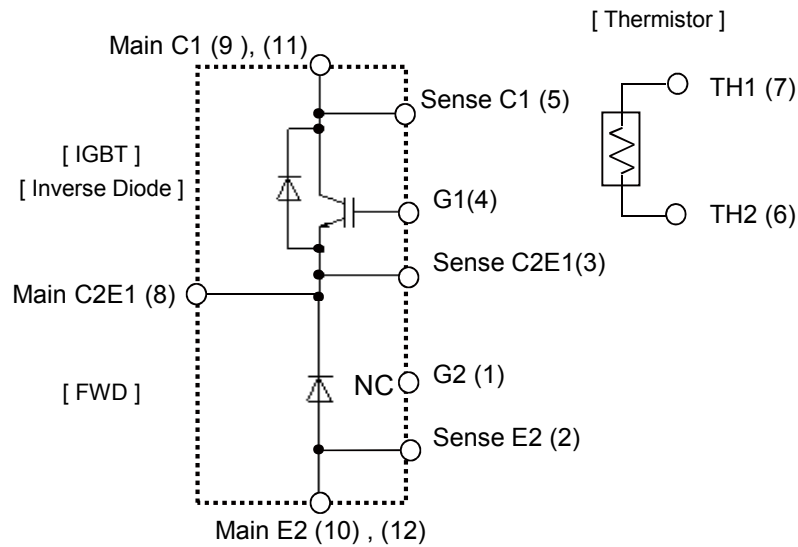 [ Thermistor ]
Main C1 (9 ), (11)
TH1 (7)
Sense C1 (5)
[ IGBT ]
[ Inverse Diode ]
G1(4)
TH2 (6)
Sense C2E1(3)
Main C2E1 (8)
G2 (1)
NC
[ FWD ]
Sense E2 (2)
Main E2 (10) , (12)